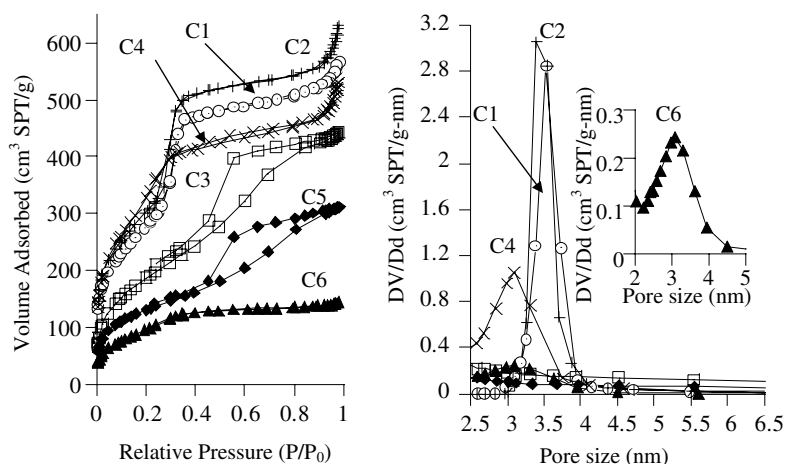 Volume Adsorbed (cm³ SPT/g)
600
500
400
300
200
100
0
0
0.2
0.4
0.6
0.8
1
Relative Pressure (P/P₀)
C1
C2
C4
C3
C5
C6
DV/Dd (cm³ SPT/g-nm)
3.2
2.8
2.4
2
1.6
1.2
0.8
0.4
0
2.5
3
3.5
4
4.5
5
5.5
6
6.5
Pore size (nm)
C2
C1
C4
DV/Dd (cm³ SPT/g-nm)
0.3
0.2
0.1
0
2
3
4
5
Pore size (nm)
C6